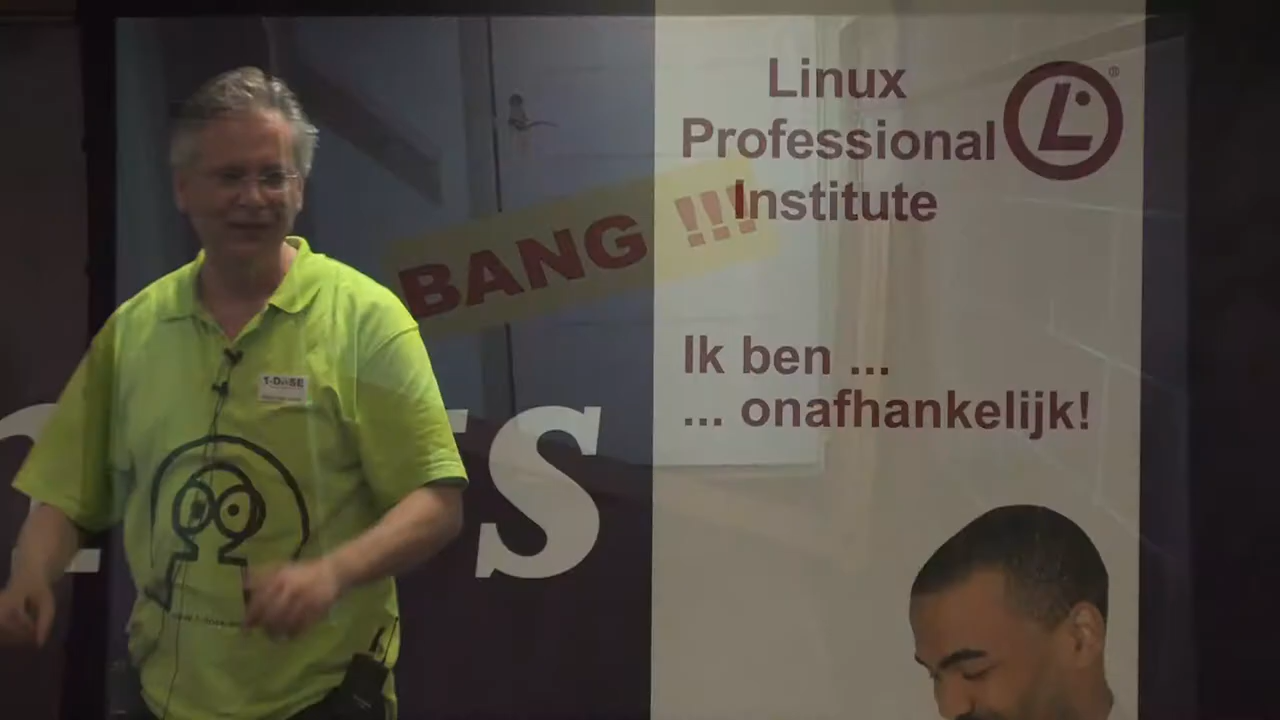 Linux
Professional
Institute
BANG !!!
Ik ben ...
... onafhankelijk!
T-DOSE
S